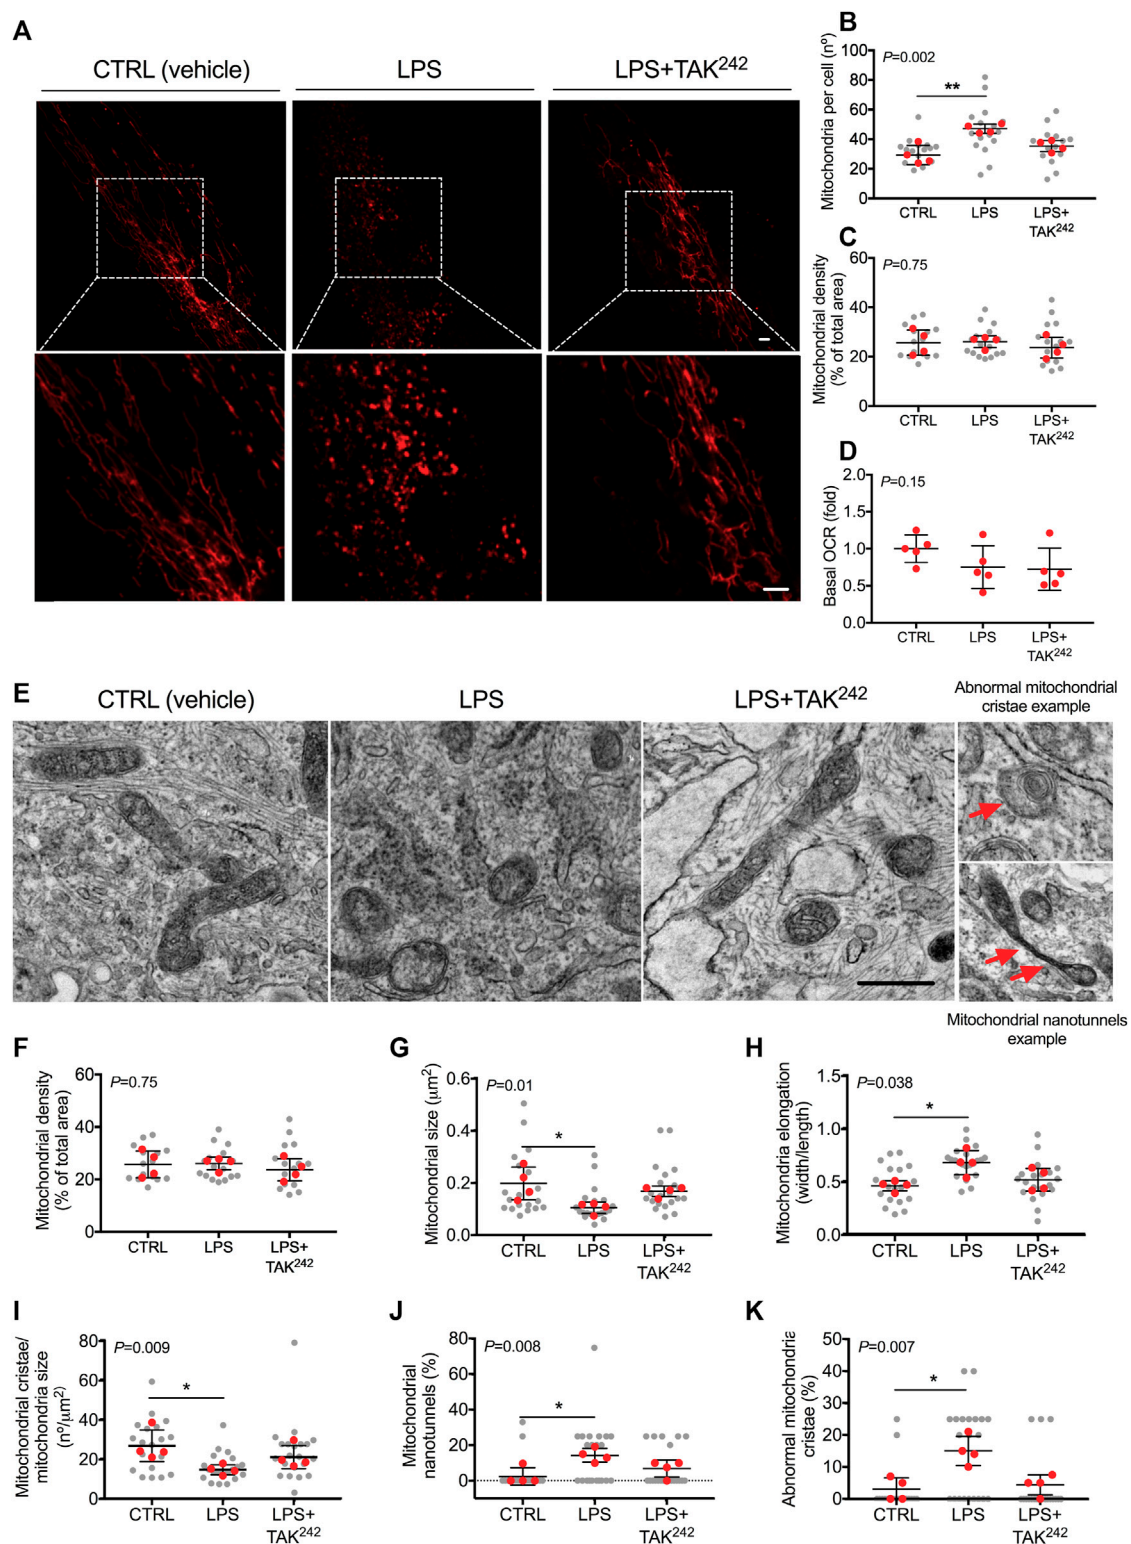 A
CTRL (vehicle)
LPS
LPS+TAK242
B
Mitochondria per cell (nº)
100
80
60
40
20
0
P=0.002
**
CTRL
LPS
LPS+
TAK242
C
Mitochondrial density
(% of total area)
60
40
20
0
P=0.75
CTRL
LPS
LPS+
TAK242
D
Basal OCR (fold)
2.0
1.5
1.0
0.5
0.0
P=0.15
CTRL
LPS
LPS+
TAK242
E
CTRL (vehicle)
LPS
LPS+TAK242
Abnormal mitochondrial
cristae example
Mitochondrial nanotunnels
example
F
Mitochondrial density
(% of total area)
60
40
20
0
P=0.75
CTRL
LPS
LPS+
TAK242
G
Mitochondrial size (µm2)
0.6
0.4
0.2
0.0
P=0.01
*
CTRL
LPS
LPS+
TAK242
H
Mitochondria elongation
(width/length)
1.5
1.0
0.5
0.0
P=0.038
*
CTRL
LPS
LPS+
TAK242
I
Mitochondrial cristae/
mitochondria size
(nº/µm2)
80
60
40
20
0
P=0.009
*
CTRL
LPS
LPS+
TAK242
J
Mitochondrial
nanotunnels (%)
80
60
40
20
0
P=0.008
*
CTRL
LPS
LPS+
TAK242
K
Abnormal mitochondria
cristae (%)
50
40
30
20
10
0
P=0.007
*
CTRL
LPS
LPS+
TAK242